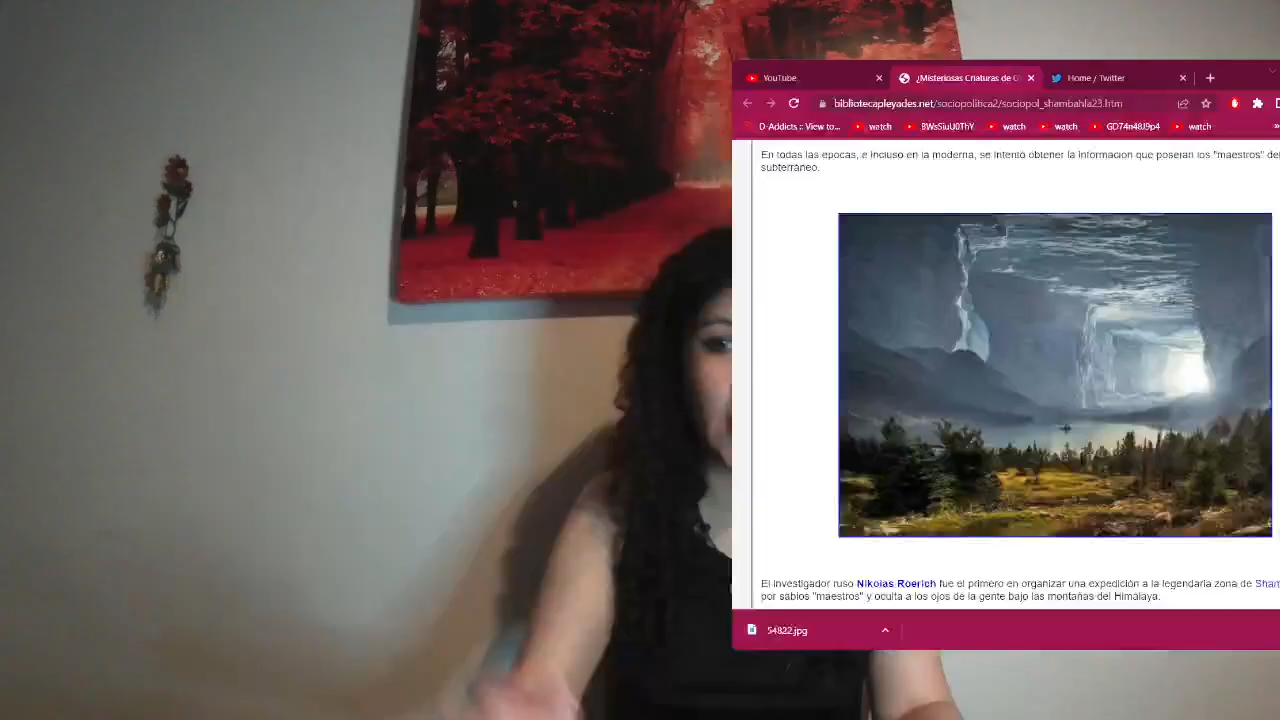 YouTube
¿Misteriosas Criaturas de
Home / Twitter
bibliotecapleyades.net/sociopolitica2/sociopol_shambahla23.htm
D-Addicts :: View to...
watch
BWsSiuU0ThY
watch
watch
GD74n48J9p4
watch
En todas las épocas, e incluso en la moderna, se intentó obtener la información que poseían los "maestros" del
subterráneo.
El investigador ruso Nikolas Roerich fue el primero en organizar una expedición a la legendaria zona de Sham
por sabios "maestros" y oculta a los ojos de la gente bajo las montañas del Himalaya.
54822.jpg